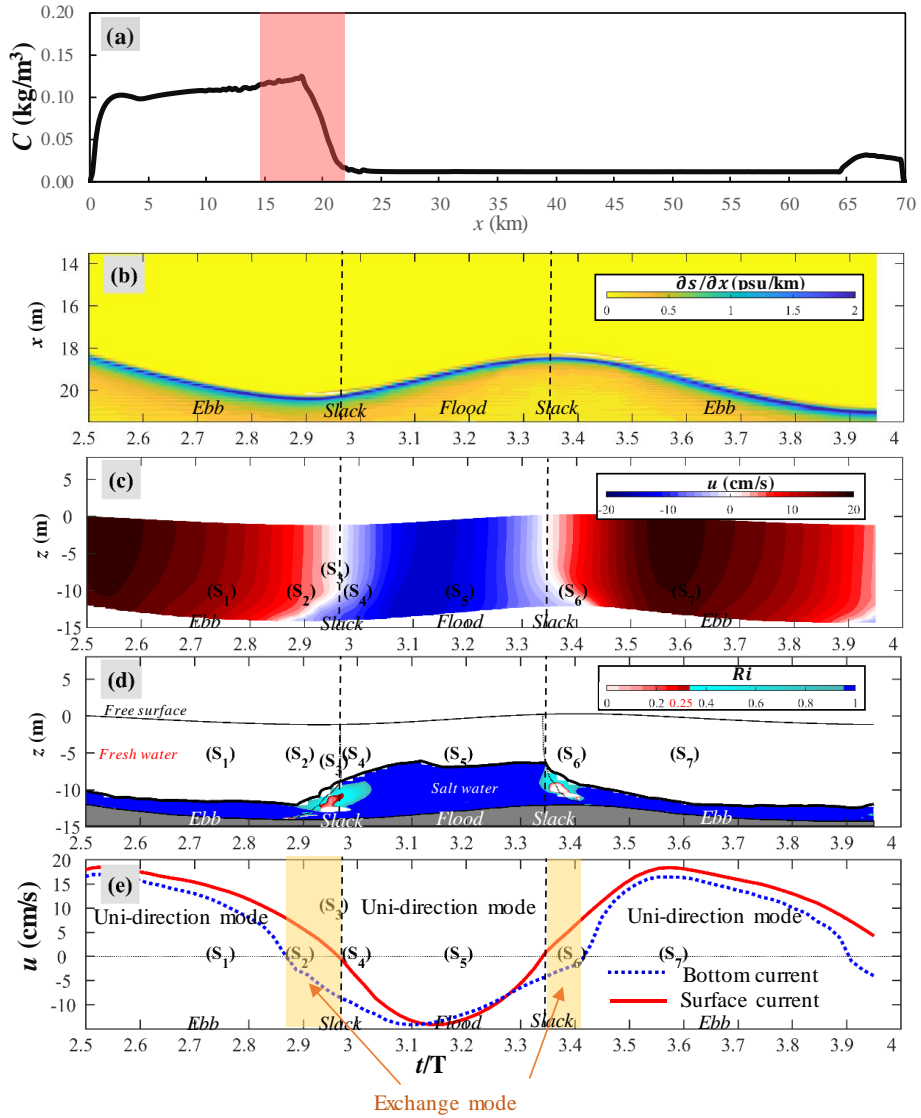 (a)
C (kg/m³)
0.20
0.15
0.10
0.05
0.00
0 5 10 15 20 25 30 35 40 45 50 55 60 65 70
x (km)
(b)
∂s/∂x (psu/km)
0 0.5 1 1.5 2
x (m)
14
16
18
20
Ebb Slack Flood Slack Ebb
2.5 2.6 2.7 2.8 2.9 3 3.1 3.2 3.3 3.4 3.5 3.6 3.7 3.8 3.9 4
(c)
u (cm/s)
-20 -10 0 10 20
z (m)
5
0
-5
-10
-15
(S3)
(S1) (S2) (S4) (S5) (S6) (S7)
Ebb Slack Flood Slack Ebb
2.5 2.6 2.7 2.8 2.9 3 3.1 3.2 3.3 3.4 3.5 3.6 3.7 3.8 3.9 4
(d)
Ri
0 0.2 0.25 0.4 0.6 0.8 1
z (m)
5
0
-5
-10
-15
Free surface
Fresh water
(S1) (S2) (S3) (S4) (S5) (S6) (S7)
Salt water
Ebb Slack Flood Slack Ebb
2.5 2.6 2.7 2.8 2.9 3 3.1 3.2 3.3 3.4 3.5 3.6 3.7 3.8 3.9 4
(e)
u (cm/s)
20
15
10
5
0
-5
-10
(S3)
Uni-direction mode Uni-direction mode Uni-direction mode
(S1) (S2) (S4) (S5) (S6) (S7)
Bottom current
Surface current
Ebb Slack Flood Slack Ebb
2.5 2.6 2.7 2.8 2.9 3 3.1 3.2 3.3 3.4 3.5 3.6 3.7 3.8 3.9 4
t/T
Exchange mode